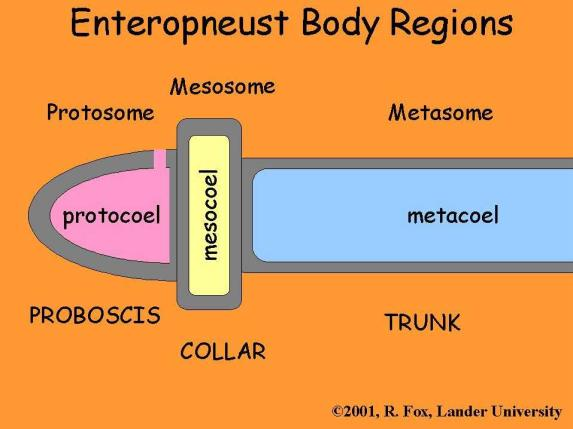 Enteropneust Body Regions
Mesosome
Protosome
Metasome
protocoel
mesocoel
metacoel
PROBOSCIS
COLLAR
TRUNK
©2001, R. Fox, Lander University